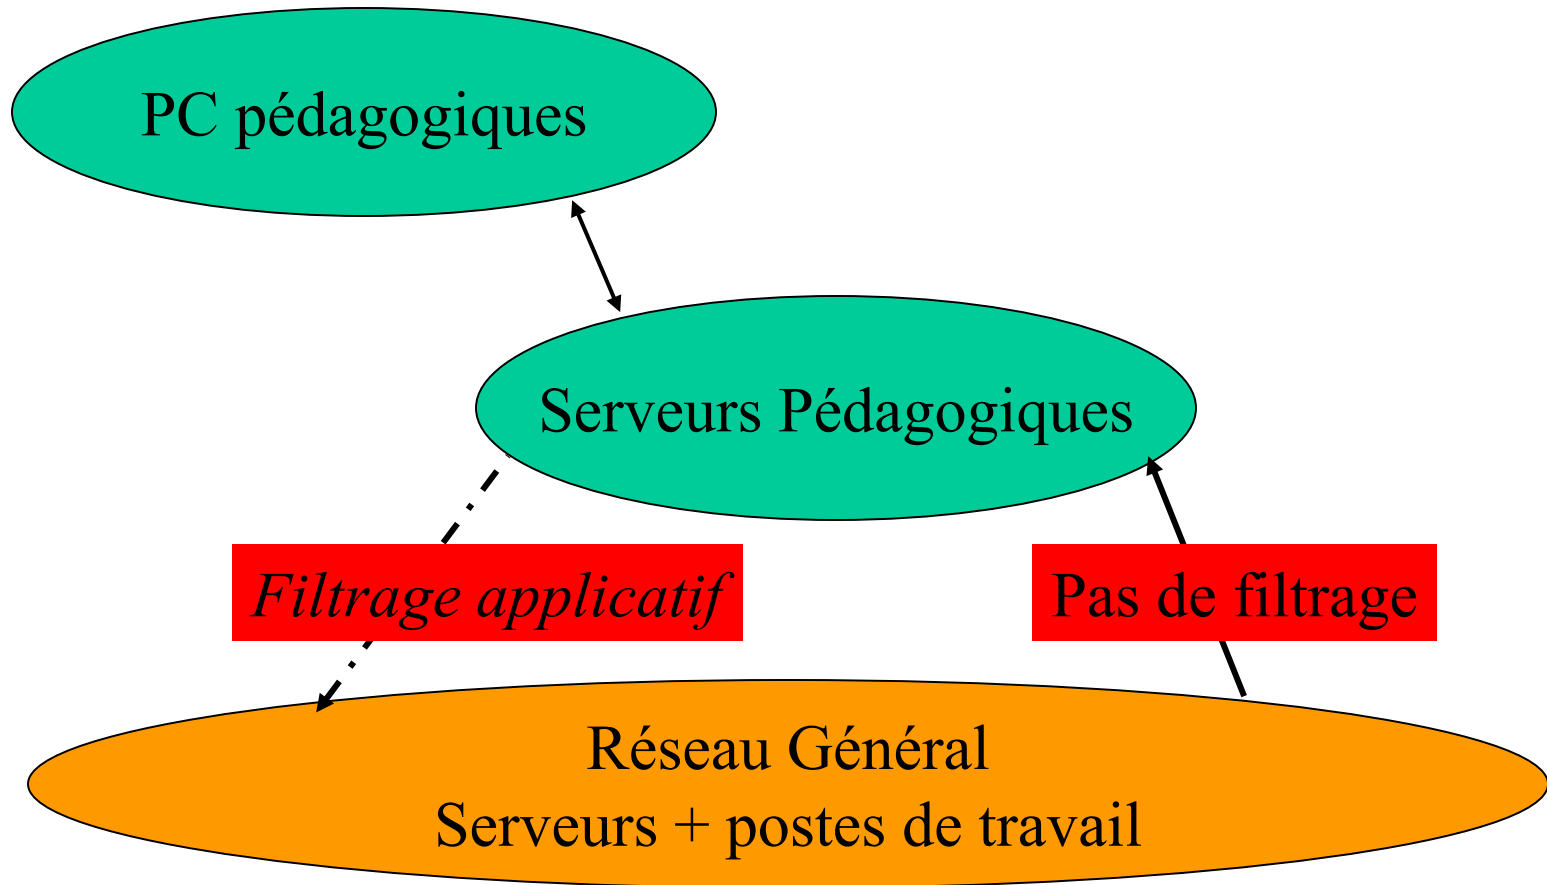 PC pédagogiques
Serveurs Pédagogiques
Filtrage applicatif
Pas de filtrage
Réseau Général
Serveurs + postes de travail